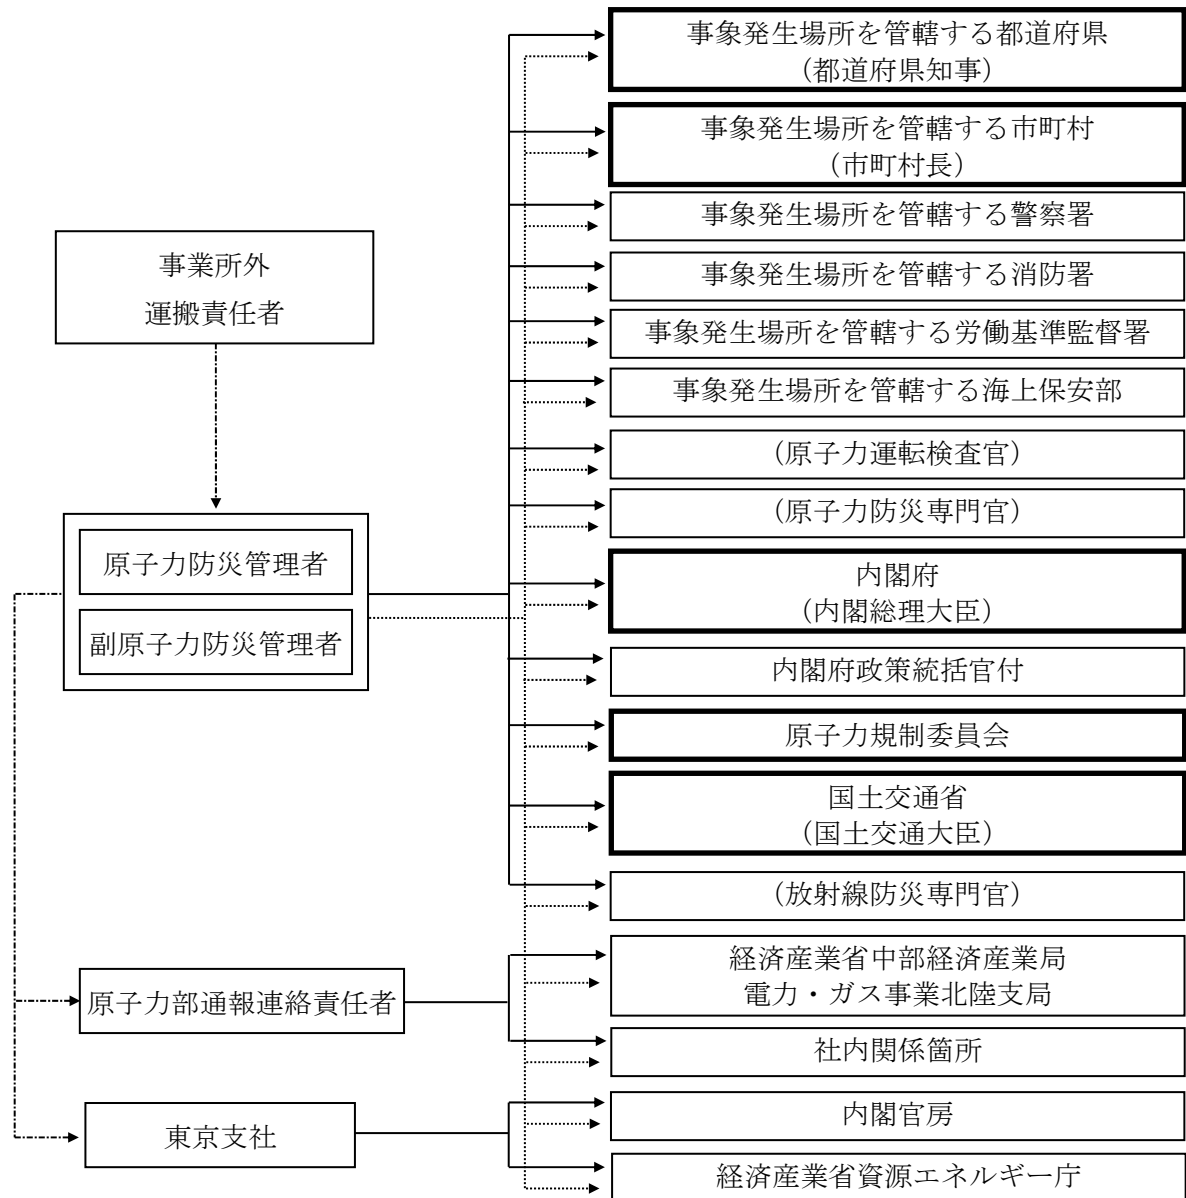 事象発生場所を管轄する都道府県
（都道府県知事）
事象発生場所を管轄する市町村
（市町村長）
事象発生場所を管轄する警察署
事業所外
運搬責任者
事象発生場所を管轄する消防署
事象発生場所を管轄する労働基準監督署
事象発生場所を管轄する海上保安部
（原子力運転検査官）
（原子力防災専門官）
原子力防災管理者
副原子力防災管理者
内閣府
（内閣総理大臣）
内閣府政策統括官付
原子力規制委員会
国土交通省
（国土交通大臣）
（放射線防災専門官）
原子力部通報連絡責任者
経済産業省中部経済産業局
電力・ガス事業北陸支局
社内関係箇所
東京支社
内閣官房
経済産業省資源エネルギー庁